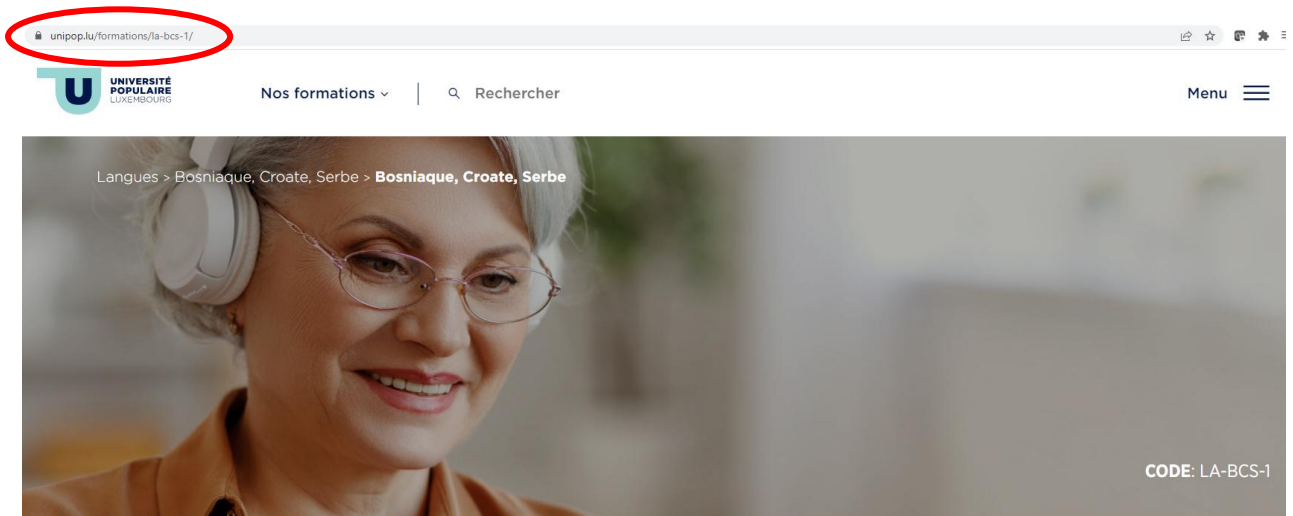 unipop.lu/formations/la-bcs-1/
UNIVERSITÉ
POPULAIRE
LUXEMBOURG
Nos formations
Rechercher
Menu
Langues > Bosniaque, Croate, Serbe > Bosniaque, Croate, Serbe
CODE: LA-BCS-1